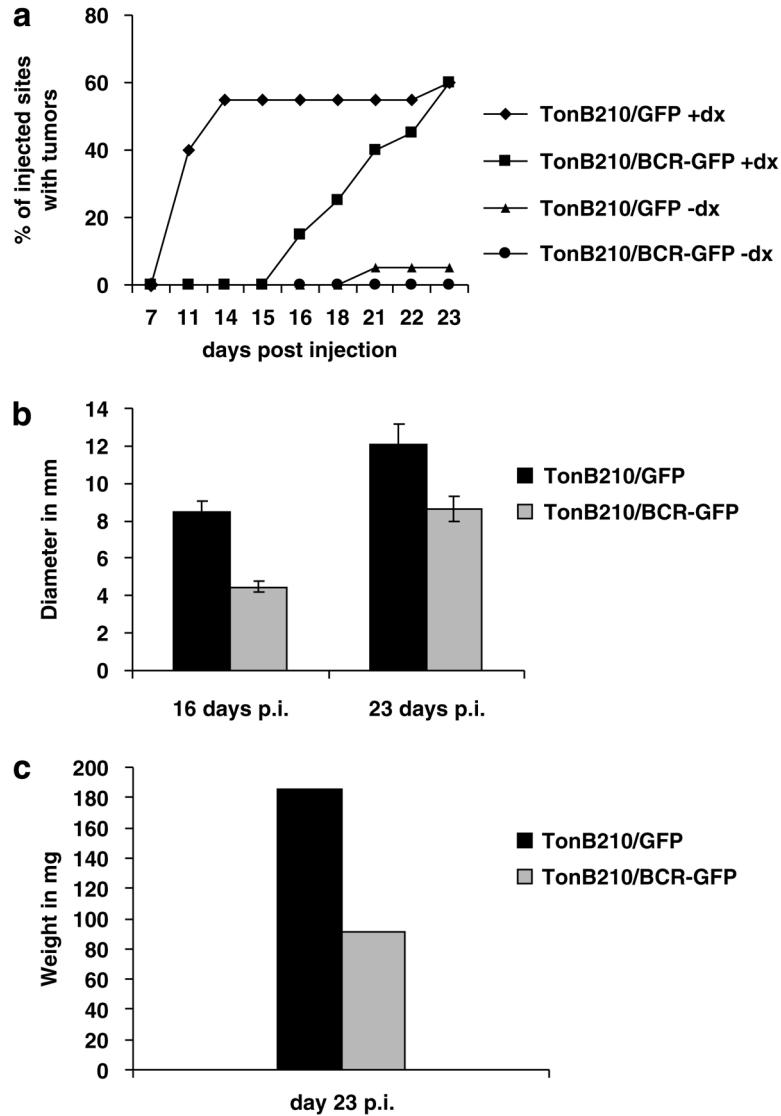 a
80
60
40
20
0
% of injected sites
with tumors
7 11 14 15 16 18 21 22 23
days post injection
TonB210/GFP +dx
TonB210/BCR-GFP +dx
TonB210/GFP -dx
TonB210/BCR-GFP -dx
b
14
12
10
8
6
4
2
0
Diameter in mm
16 days p.i. 23 days p.i.
TonB210/GFP
TonB210/BCR-GFP
c
200
180
160
140
120
100
80
60
40
20
0
Weight in mg
day 23 p.i.
TonB210/GFP
TonB210/BCR-GFP